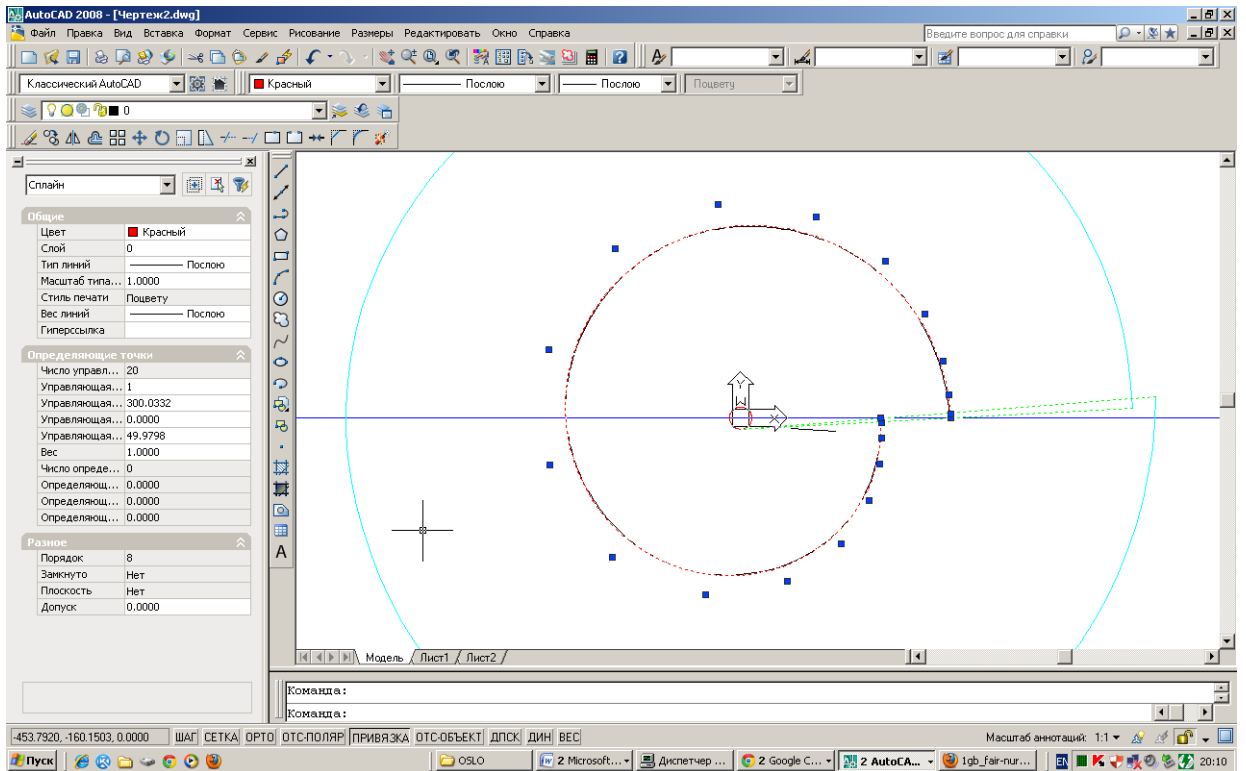 AutoCAD 2008 - [Чертеж2.dwg]
Файл Правка Вид Вставка Формат Сервис Рисование Размеры Редактировать Окно Справка
Введите вопрос для справки
Классический AutoCAD Красный Послою Послою Поцвету
0
Сплайн
Общие
Цвет Красный
Слой 0
Тип линий Послою
Масштаб типа... 1.0000
Стиль печати Поцвету
Вес линий Послою
Гиперссылка
Определяющие точки
Число управл... 20
Управляющая... 1
Управляющая... 300.0332
Управляющая... 0.0000
Управляющая... 49.9798
Вес 1.0000
Число опреде... 0
Определяющ... 0.0000
Определяющ... 0.0000
Определяющ... 0.0000
Разное
Порядок 8
Замкнуто Нет
Плоскость Нет
Допуск 0.0000
Y
W
X
A
Модель Лист1 Лист2
Команда:
Команда:
-453.7920, -160.1503, 0.0000 ШАГ СЕТКА ОРТО ОТС-ПОЛЯР ПРИВЯЗКА ОТС-ОБЪЕКТ ДПСК ДИН ВЕС Масштаб аннотаций: 1:1
Пуск OSLO 2 Microsoft... Диспетчер ... 2 Google C... 2 AutoCA... 1gb_fair-nur... EN 20:10